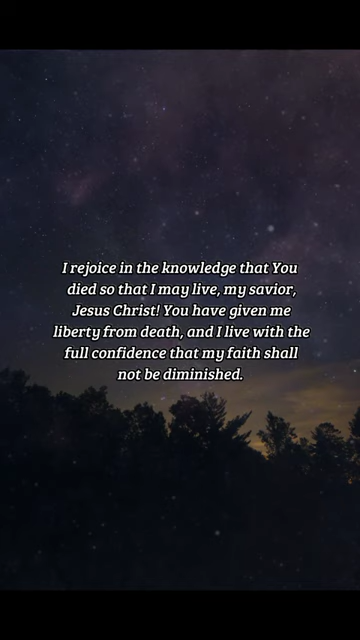 I rejoice in the knowledge that You
died so that I may live, my savior,
Jesus Christ! You have given me
liberty from death, and I live with the
full confidence that my faith shall
not be diminished.